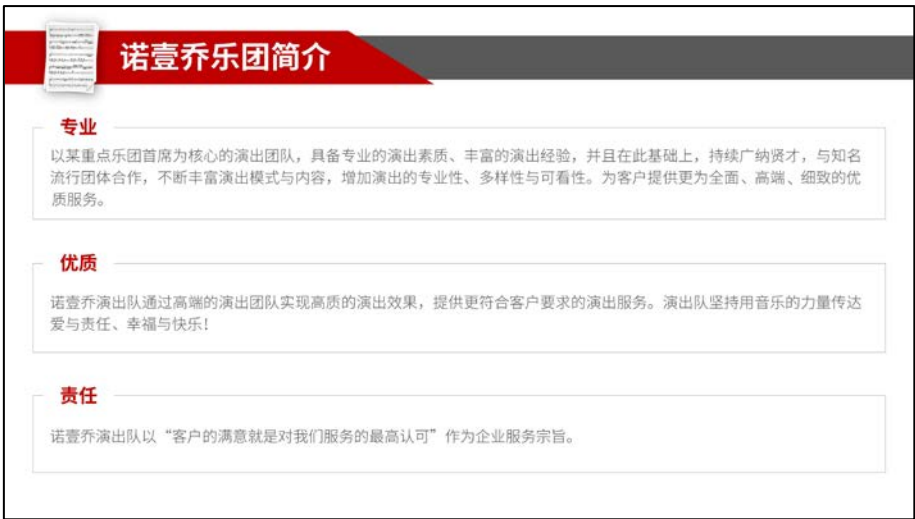 诺壹乔乐团简介
专业
以某重点乐团首席为核心的演出团队，具备专业的演出素质、丰富的演出经验，并且在此基础上，持续广纳贤才，与知名
流行团体合作，不断丰富演出模式与内容，增加演出的专业性、多样性与可看性。为客户提供更为全面、高端、细致的优
质服务。
优质
诺壹乔演出队通过高端的演出团队实现高质的演出效果，提供更符合客户要求的演出服务。演出队坚持用音乐的力量传达
爱与责任、幸福与快乐！
责任
诺壹乔演出队以“客户的满意就是对我们服务的最高认可”作为企业服务宗旨。